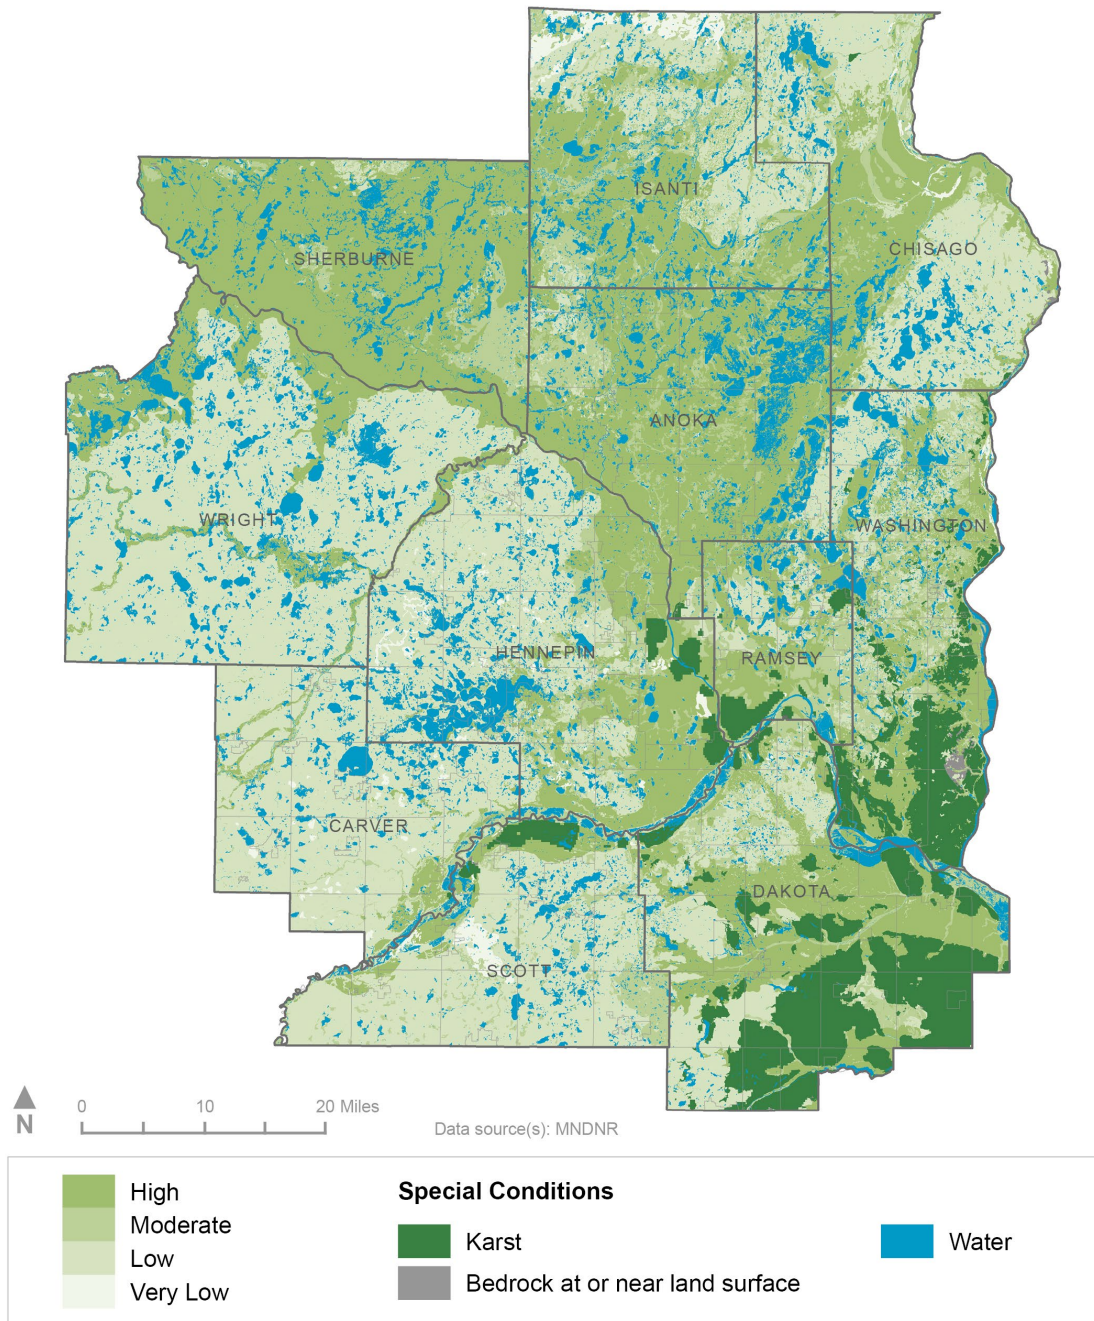 ISANTI
CHISAGO
SHERBURNE
ANOKA
WRIGHT
WASHINGTON
HENNEPIN
RAMSEY
CARVER
DAKOTA
SCOTT
N
0 10 20 Miles
Data source(s): MNDNR
High
Moderate
Low
Very Low
Special Conditions
Karst
Bedrock at or near land surface
Water